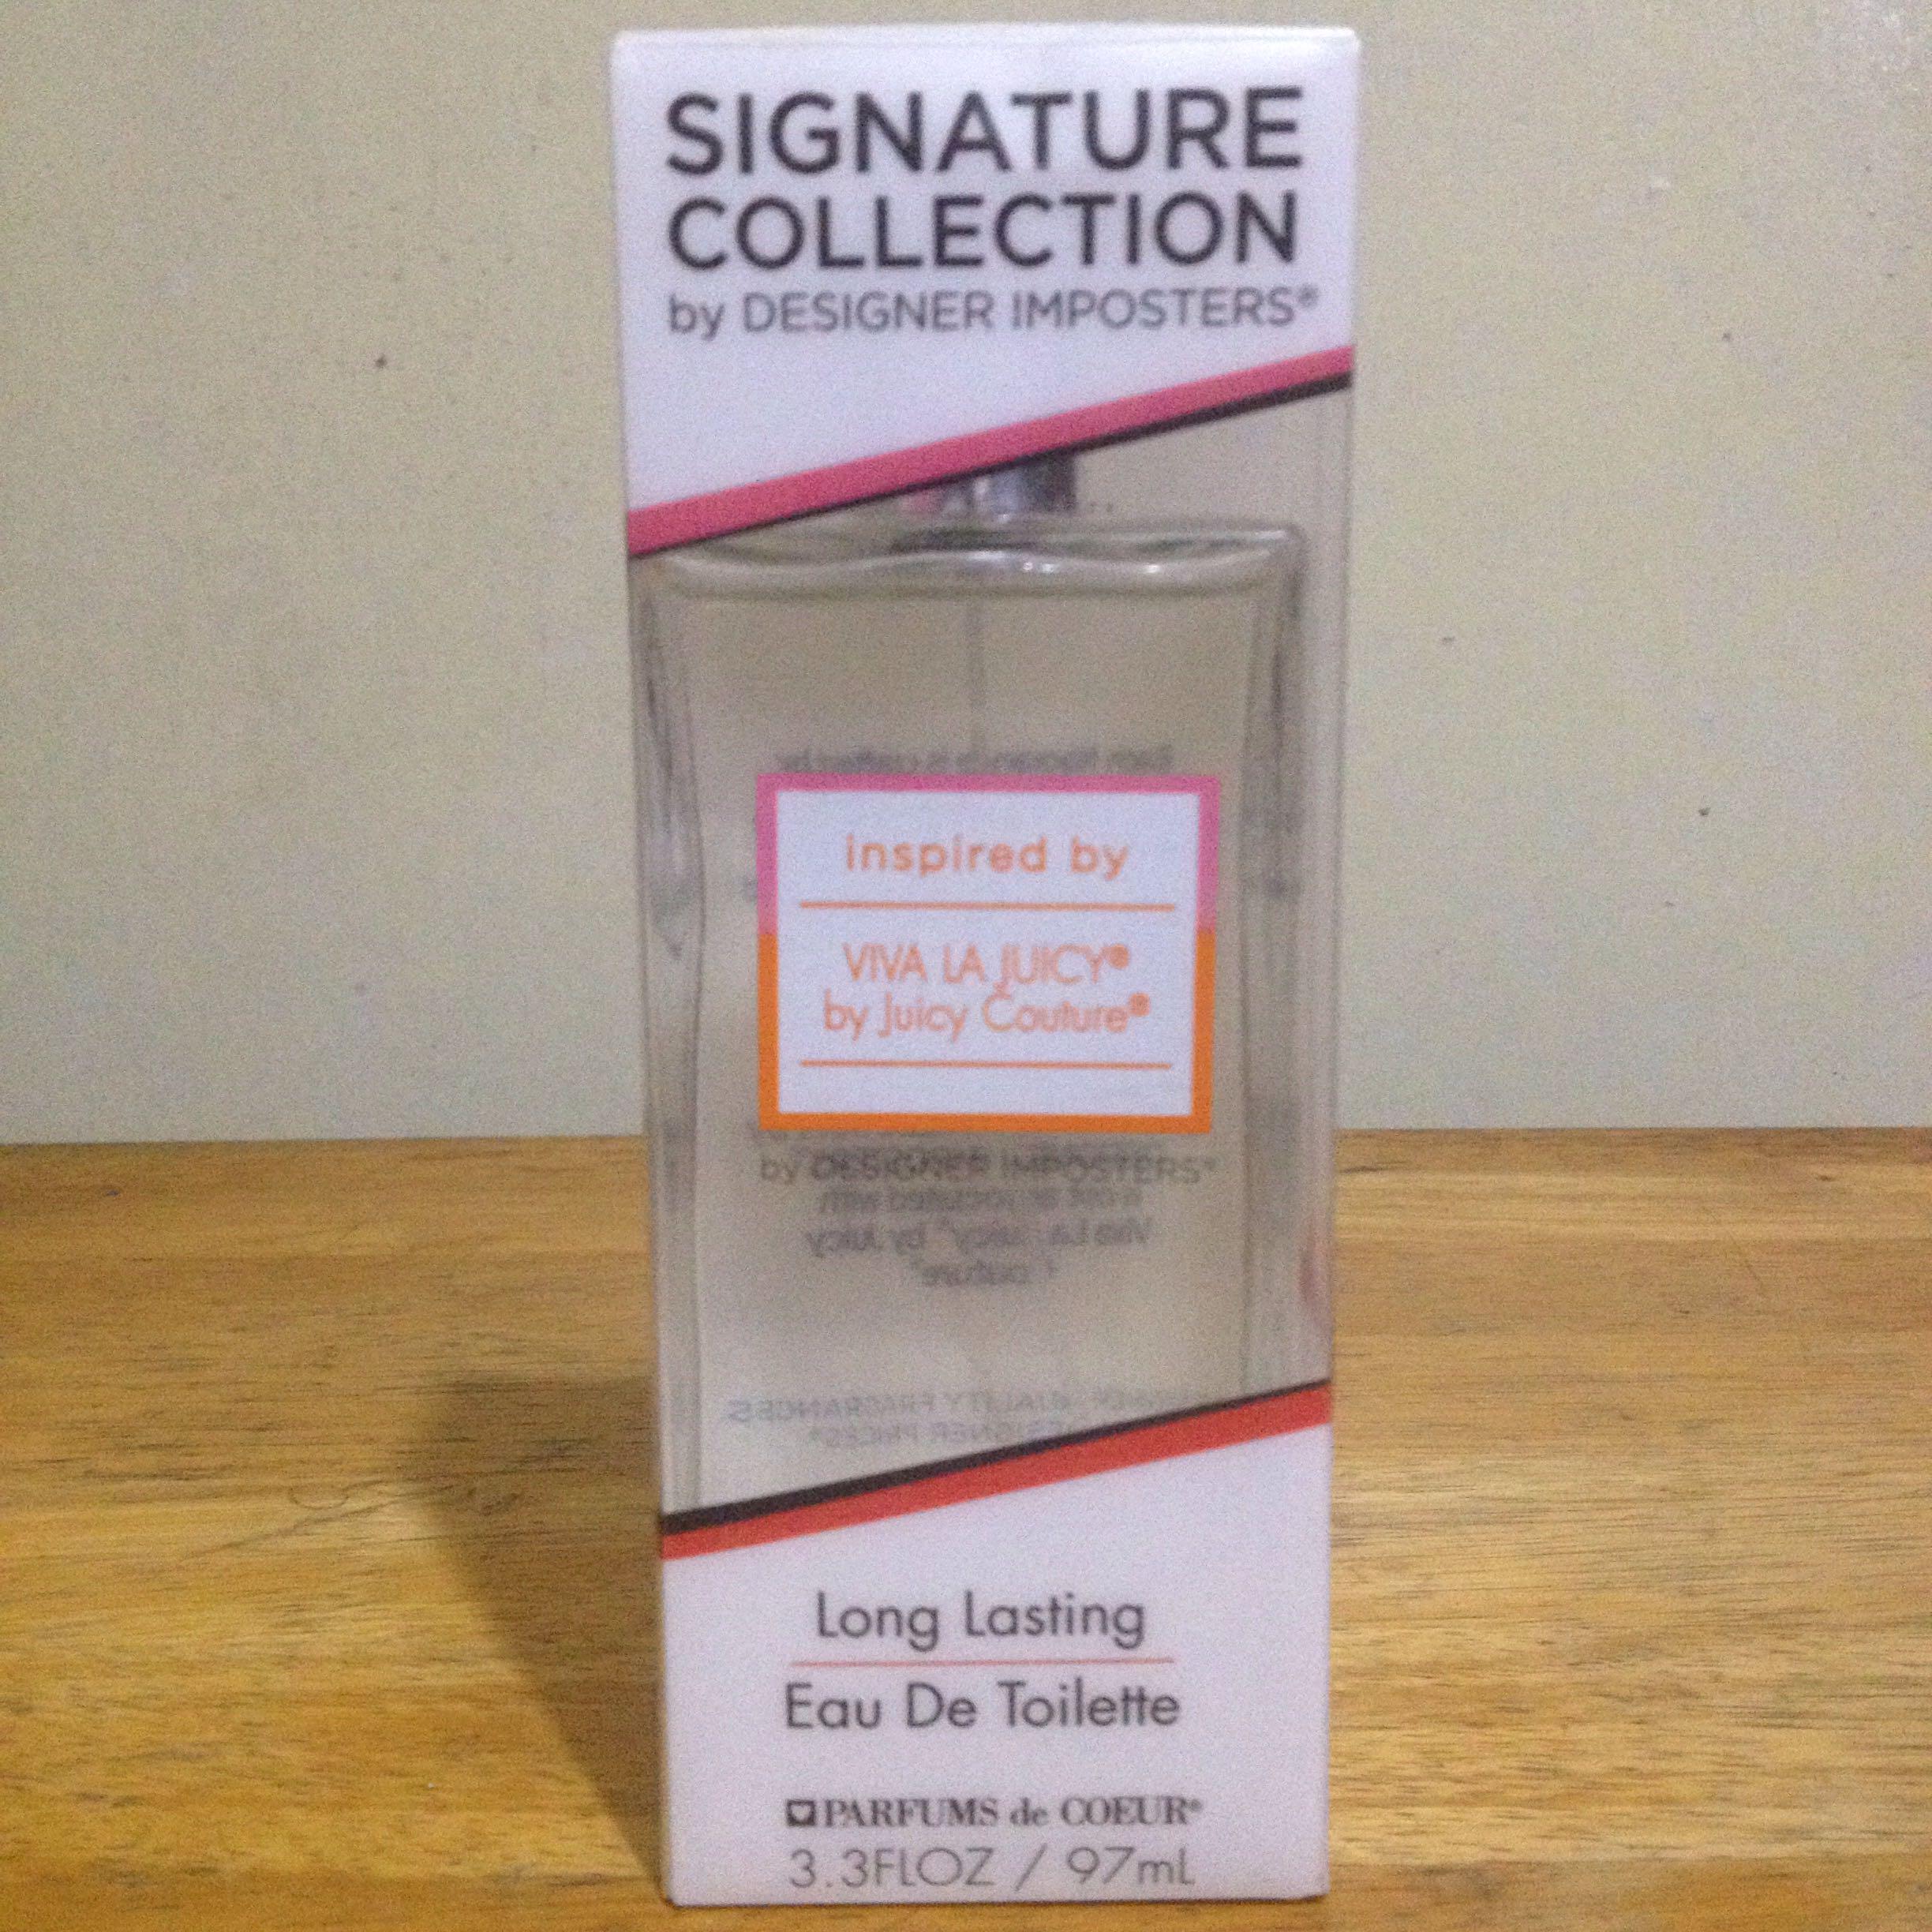 SIGNATURE
COLLECTION
by DESIGNER IMPOSTERS®
inspired by
VIVA LA JUICY®
by Juicy Couture®
by DESIGNER IMPOSTERS®
Long Lasting
Eau De Toilette
PARFUMS de COEUR®
3.3FLOZ / 97mL